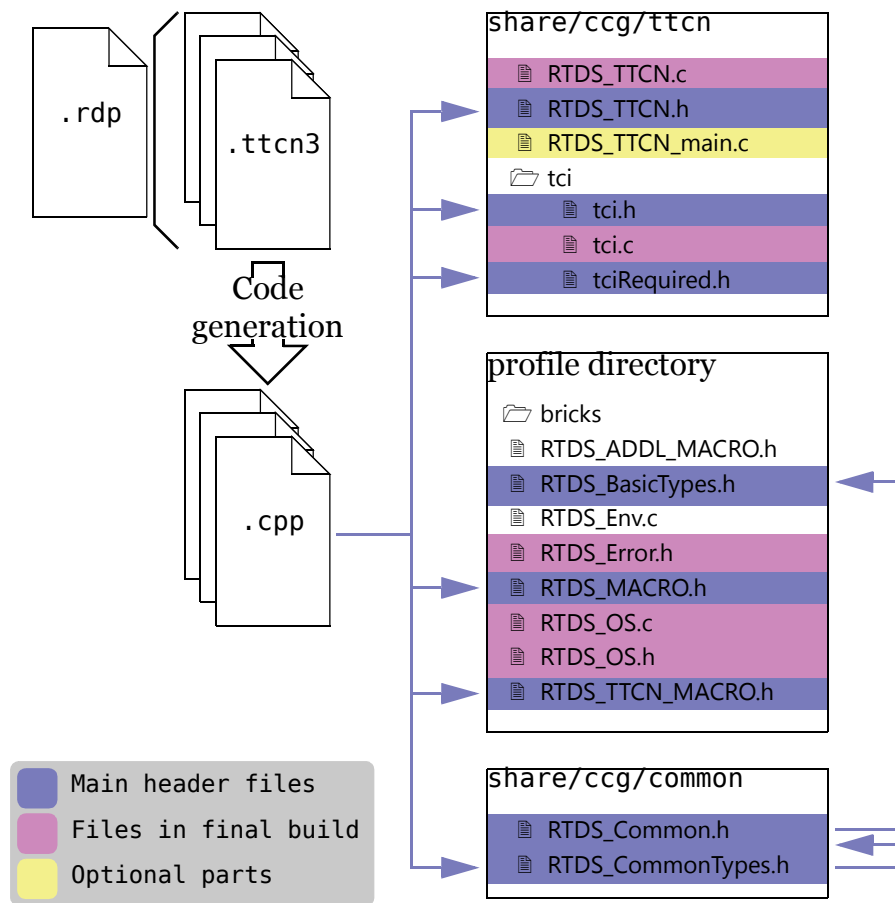 .rdp
.ttcn3
Code
generation
.cpp
share/ccg/ttcn
RTDS_TTCN.c
RTDS_TTCN.h
RTDS_TTCN_main.c
tci
tci.h
tci.c
tciRequired.h
profile directory
bricks
RTDS_ADDL_MACRO.h
RTDS_BasicTypes.h
RTDS_Env.c
RTDS_Error.h
RTDS_MACRO.h
RTDS_OS.c
RTDS_OS.h
RTDS_TTCN_MACRO.h
share/ccg/common
RTDS_Common.h
RTDS_CommonTypes.h
Main header files
Files in final build
Optional parts